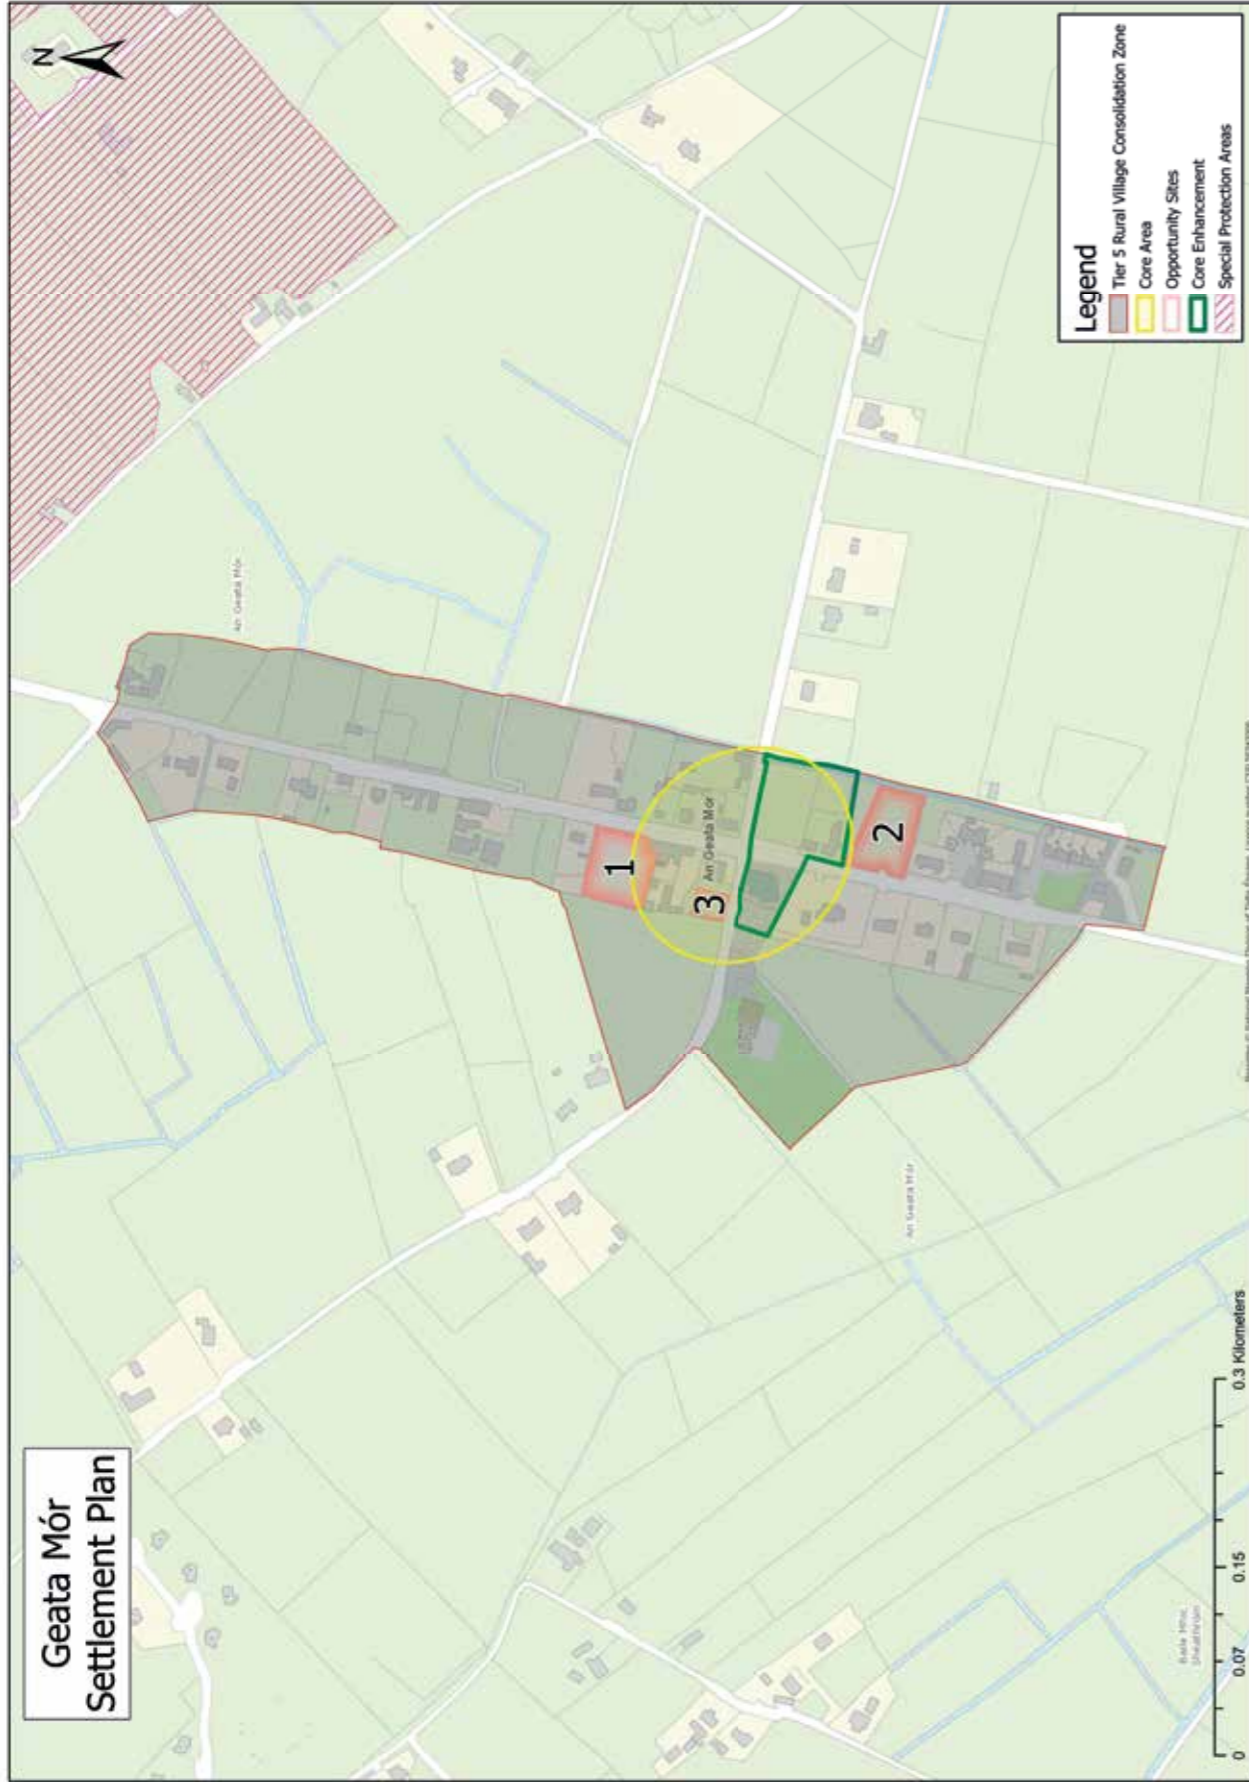 Geata Mór
Settlement Plan
N
An Geata Mór
1
An Geata Mór
3
2
An Geata Mór
Legend
Tier 5 Rural Village Consolidation Zone
Core Area
Opportunity Sites
Core Enhancement
Special Protection Areas
0 0.07 0.15 0.3 Kilometers